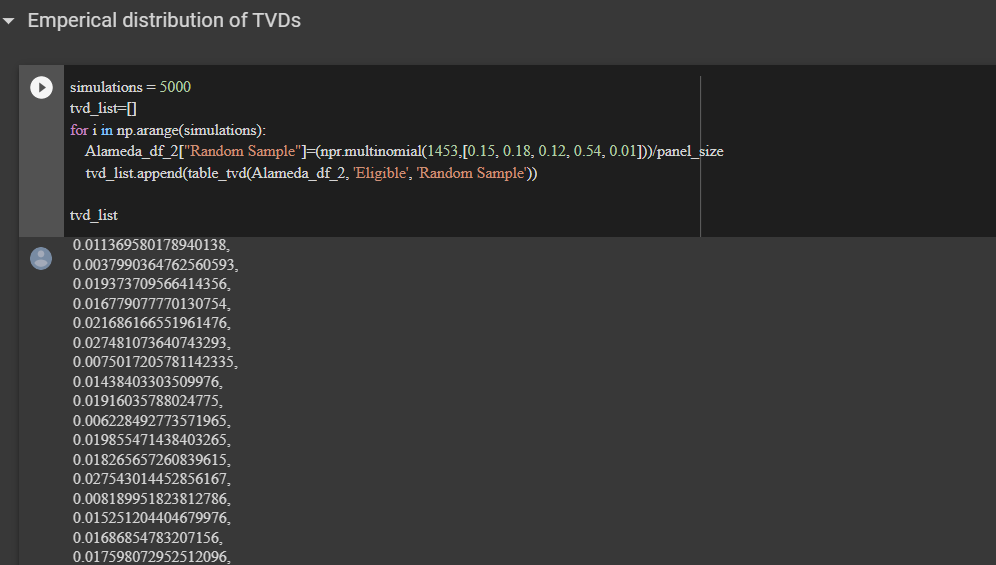 Emperical distribution of TVDs
simulations = 5000
tvd_list=[]
for i in np.arange(simulations):
    Alameda_df_2["Random Sample"]=(npr.multinomial(1453,[0.15, 0.18, 0.12, 0.54, 0.01]))/panel_size
    tvd_list.append(table_tvd(Alameda_df_2, 'Eligible', 'Random Sample'))
tvd_list
0.011369580178940138,
0.0037990364762560593,
0.019373709566414356,
0.016779077770130754,
0.021686166551961476,
0.027481073640743293,
0.0075017205781142335,
0.01438403303509976,
0.01916035788024775,
0.006228492773571965,
0.019855471438403265,
0.018265657260839615,
0.027543014452856167,
0.008189951823812786,
0.015251204404679976,
0.01686854783207156,
0.017598072952512096,